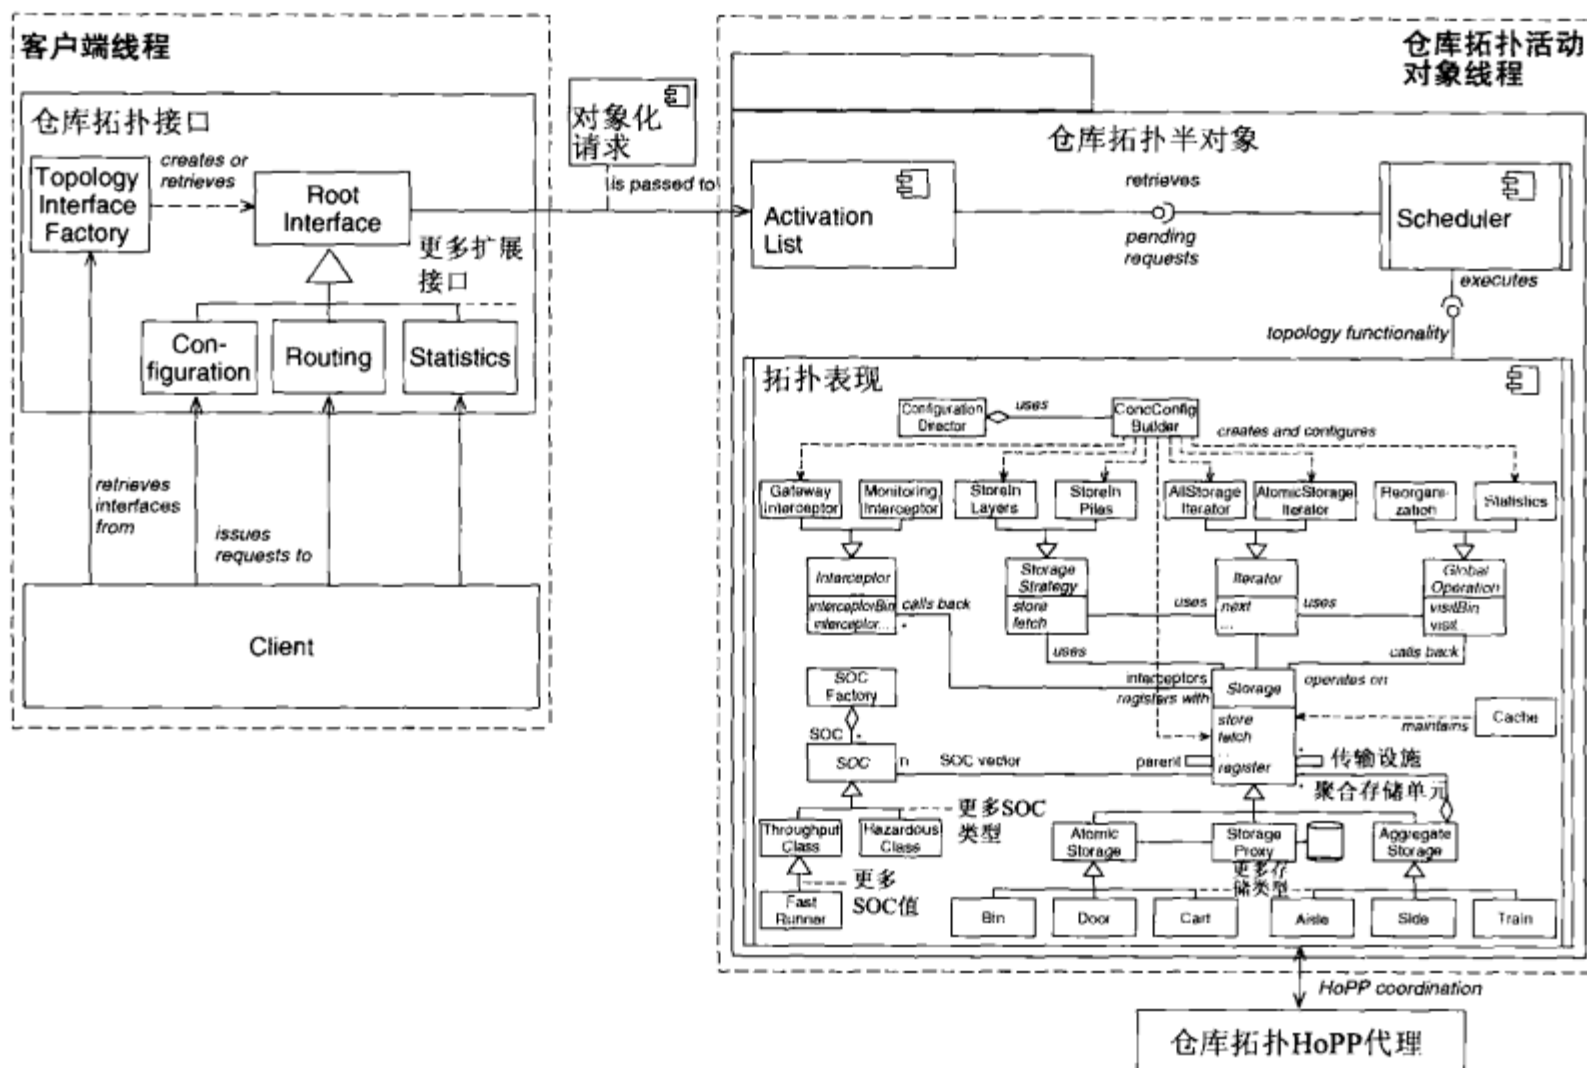 客户端线程
仓库拓扑接口
Topology
Interface
Factory
creates or
retrieves
Root
Interface
更多扩展
接口
Con-
figuration
Routing
Statistics
retrieves
interfaces
from
issues
requests to
Client
对象化
请求
is passed to
仓库拓扑活动
对象线程
仓库拓扑半对象
Activation
List
retrieves
pending
requests
Scheduler
executes
topology functionality
拓扑表现
Configuration
Director
uses
ConcConfig
Builder
creates and configures
Gateway
Interceptor
Monitoring
Interceptor
StoreIn
Layers
StoreIn
Piles
AllStorage
Iterator
AtomicStorage
Iterator
Reorgani-
zation
Statistics
Interceptor
interceptorBin
interceptor...
calls back
*
Storage
Strategy
store
fetch
uses
Iterator
next
...
uses
Global
Operation
visitBin
visit...
uses
calls back
SOC
Factory
interceptors
registers with
Storage
operates on
store
fetch
...
register
maintains
Cache
SOC
*
SOC
n
SOC vector
parent
*
传输设施
聚合存储单元
*
Throughput
Class
Hazardous
Class
更多SOC
类型
Atomic
Storage
Storage
Proxy
Aggregate
Storage
更多存
储类型
Fast
Runner
更多
SOC值
Bin
Door
Cart
Aisle
Side
Train
HoPP coordination
仓库拓扑HoPP代理